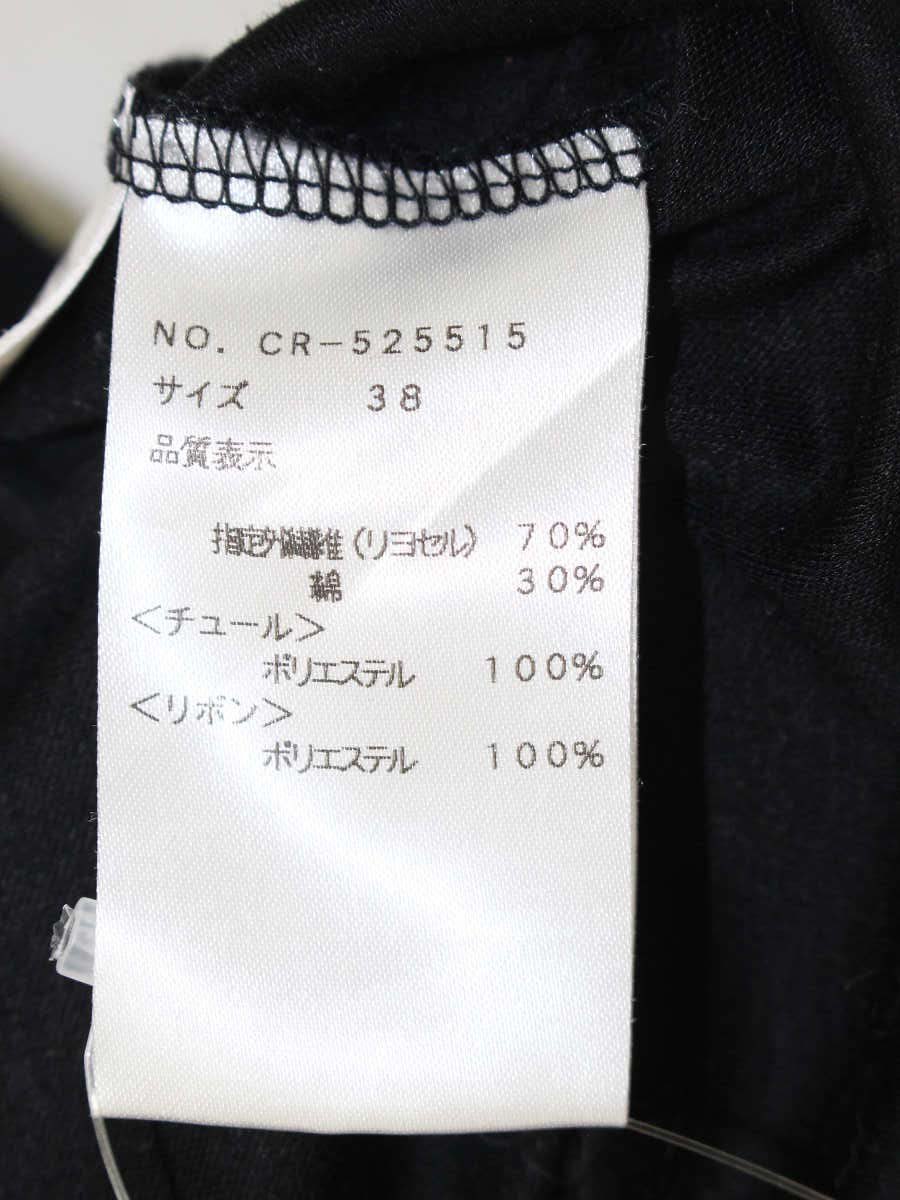 NO. CR-525515
サイズ 38
品質表示
指定外繊維(リヨセル) 70%
綿 30%
<チュール>
ポリエステル 100%
<リボン>
ポリエステル 100%